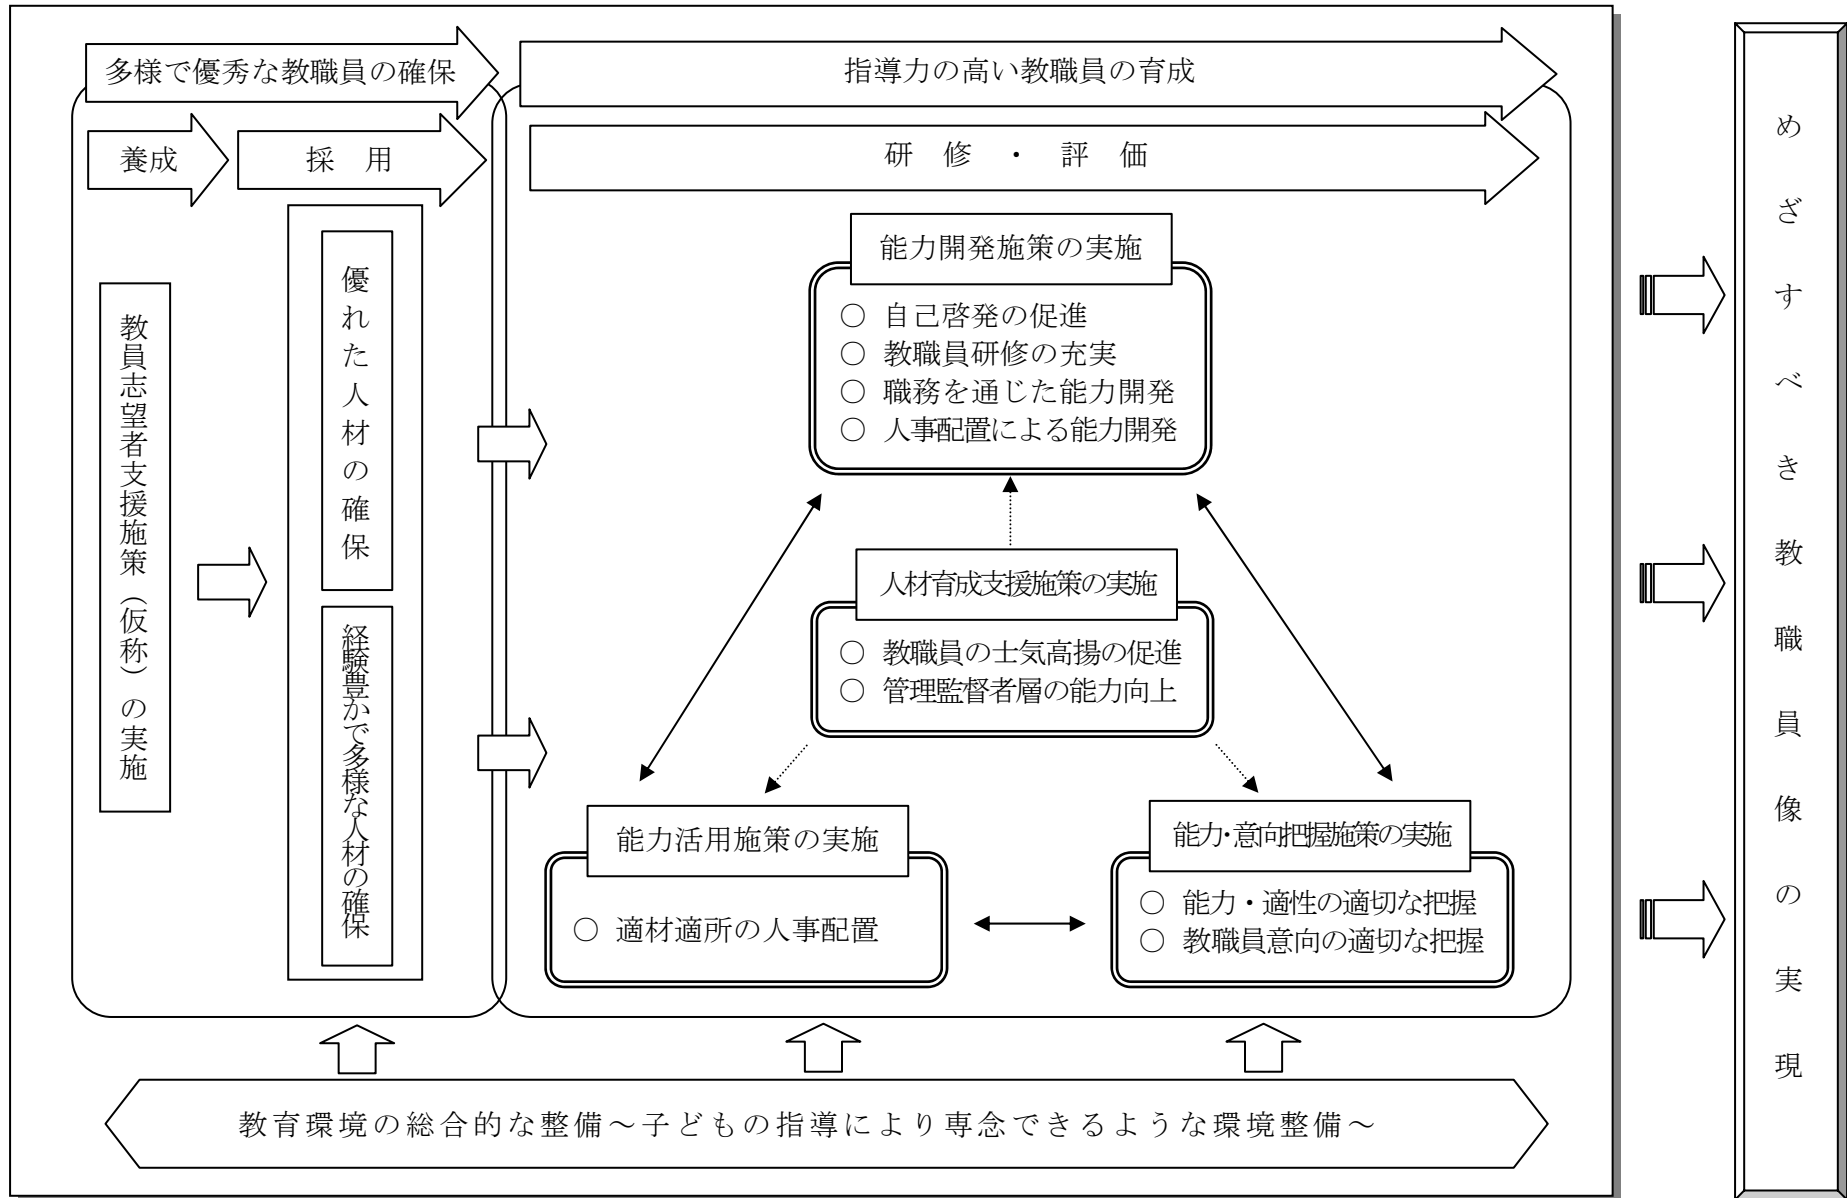 多様で優秀な教職員の確保
指導力の高い教職員の育成
養成
採　用
研　修　・　評　価
教員志望者支援施策（仮称）の実施
優れた人材の確保
経験豊かで多様な人材の確保
能力開発施策の実施
○ 自己啓発の促進
○ 教職員研修の充実
○ 職務を通じた能力開発
○ 人事配置による能力開発
人材育成支援施策の実施
○ 教職員の士気高揚の促進
○ 管理監督者層の能力向上
能力活用施策の実施
○ 適材適所の人事配置
能力・意向把握施策の実施
○ 能力・適性の適切な把握
○ 教職員意向の適切な把握
教育環境の総合的な整備～子どもの指導により専念できるような環境整備～
めざすべき教職員像の実現